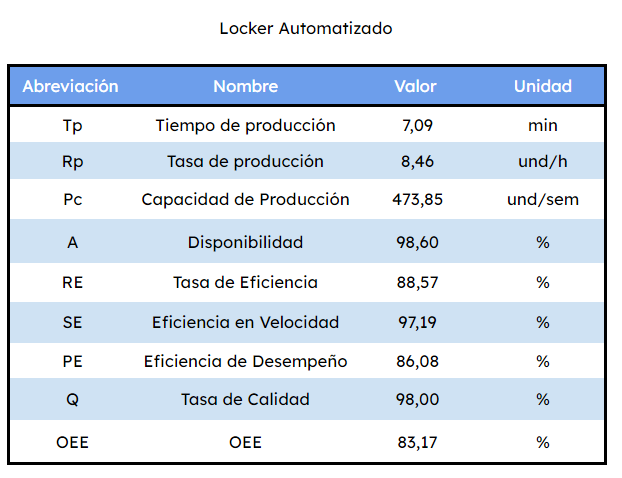 Locker Automatizado
Abreviación Nombre Valor Unidad
Tp Tiempo de producción 7,09 min
Rp Tasa de producción 8,46 und/h
Pc Capacidad de Producción 473,85 und/sem
A Disponibilidad 98,60 %
RE Tasa de Eficiencia 88,57 %
SE Eficiencia en Velocidad 97,19 %
PE Eficiencia de Desempeño 86,08 %
Q Tasa de Calidad 98,00 %
OEE OEE 83,17 %